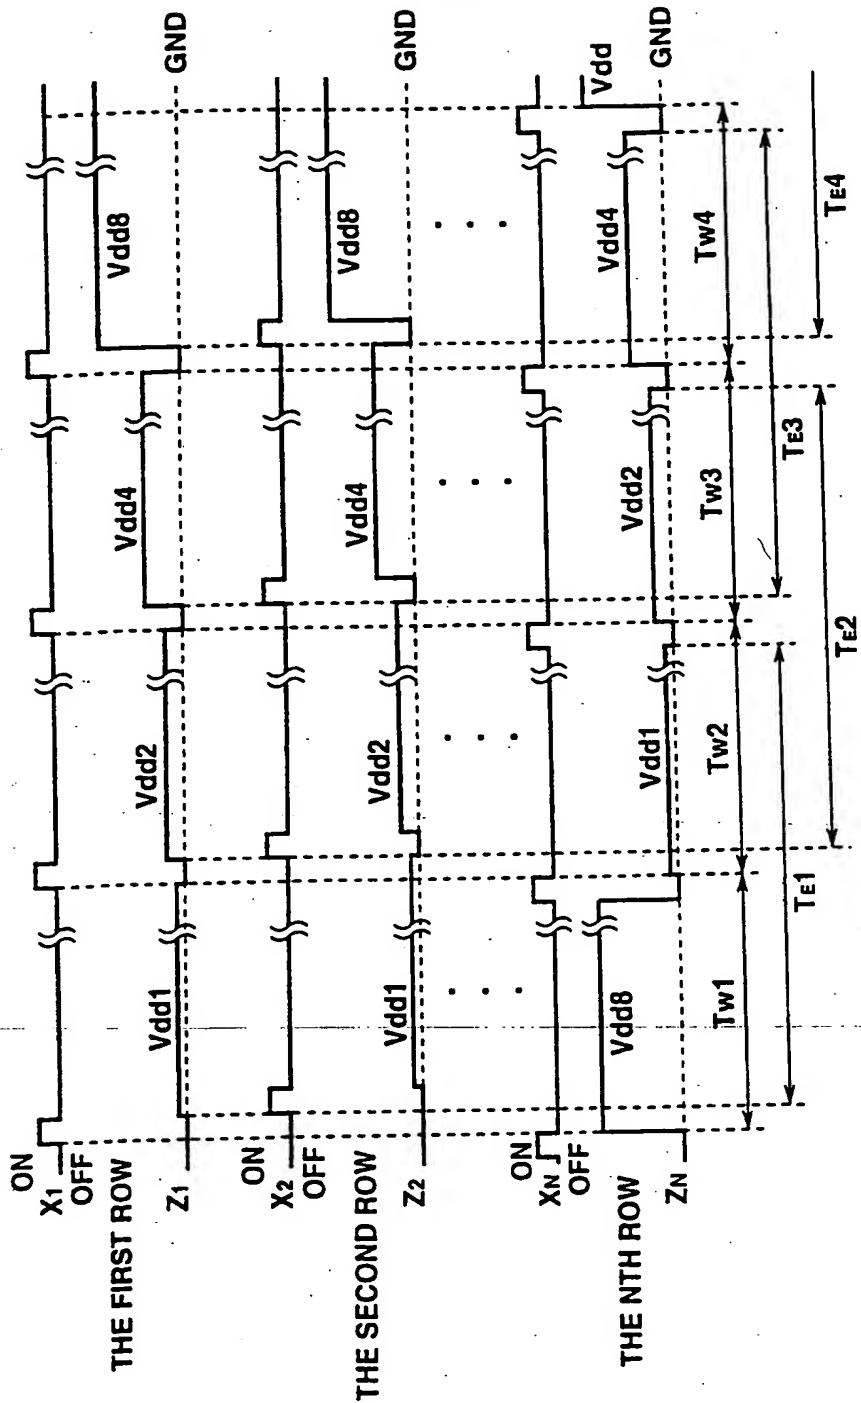 ON
X1
OFF
THE FIRST ROW
Z1
Vdd1
Vdd2
Vdd4
Vdd8
GND
ON
X2
OFF
THE SECOND ROW
Z2
Vdd1
Vdd2
Vdd4
Vdd8
GND
ON
XN
OFF
THE NTH ROW
ZN
Vdd8
Vdd1
Vdd2
Vdd4
Vdd
GND
TW1
TW2
TW3
TW4
TE1
TE2
TE3
TE4